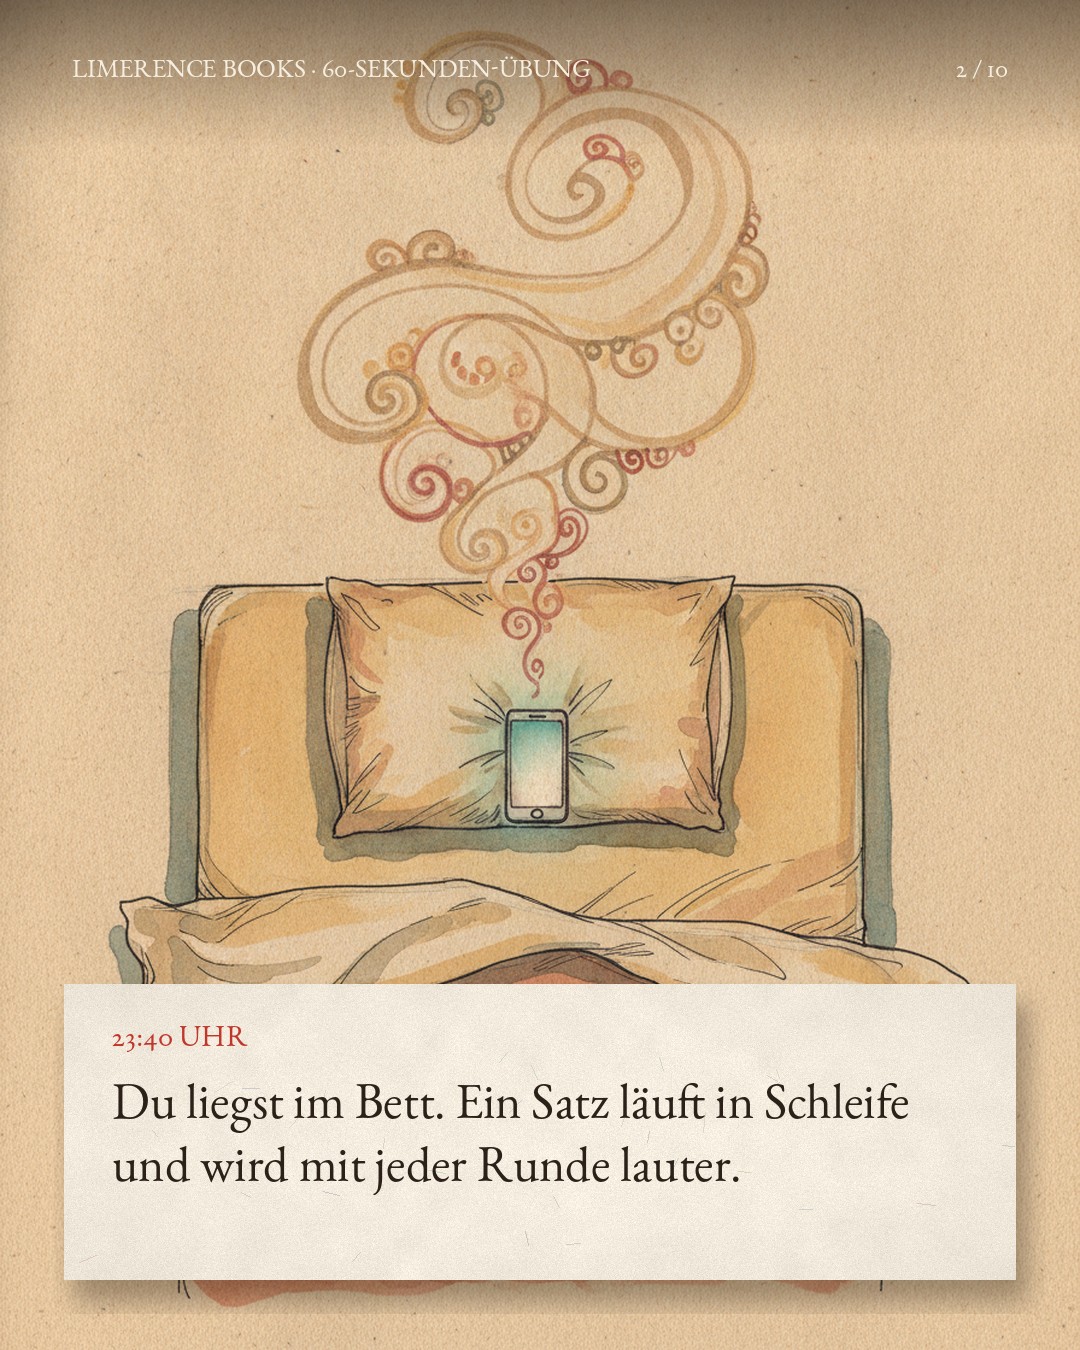 LIMERENCE BOOKS · 60-SEKUNDEN-ÜBUNG
2 / 10
23:40 UHR
Du liegst im Bett. Ein Satz läuft in Schleife
und wird mit jeder Runde lauter.